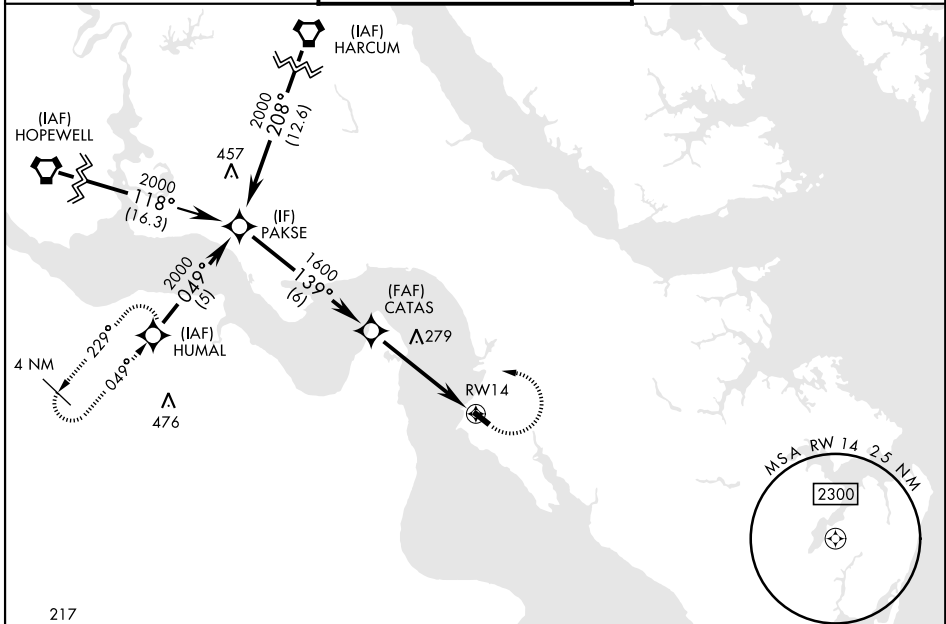 (IAF)
HARCUM
2000
208°
(12.6)
(IAF)
HOPEWELL
457
2000
118°
(16.3)
(IF)
PAKSE
2000
049°
(5)
1600
139°
(6)
(FAF)
CATAS
279
(IAF)
HUMAL
229°
049°
4 NM
476
RW14
MSA RW 14 25 NM
2300
217